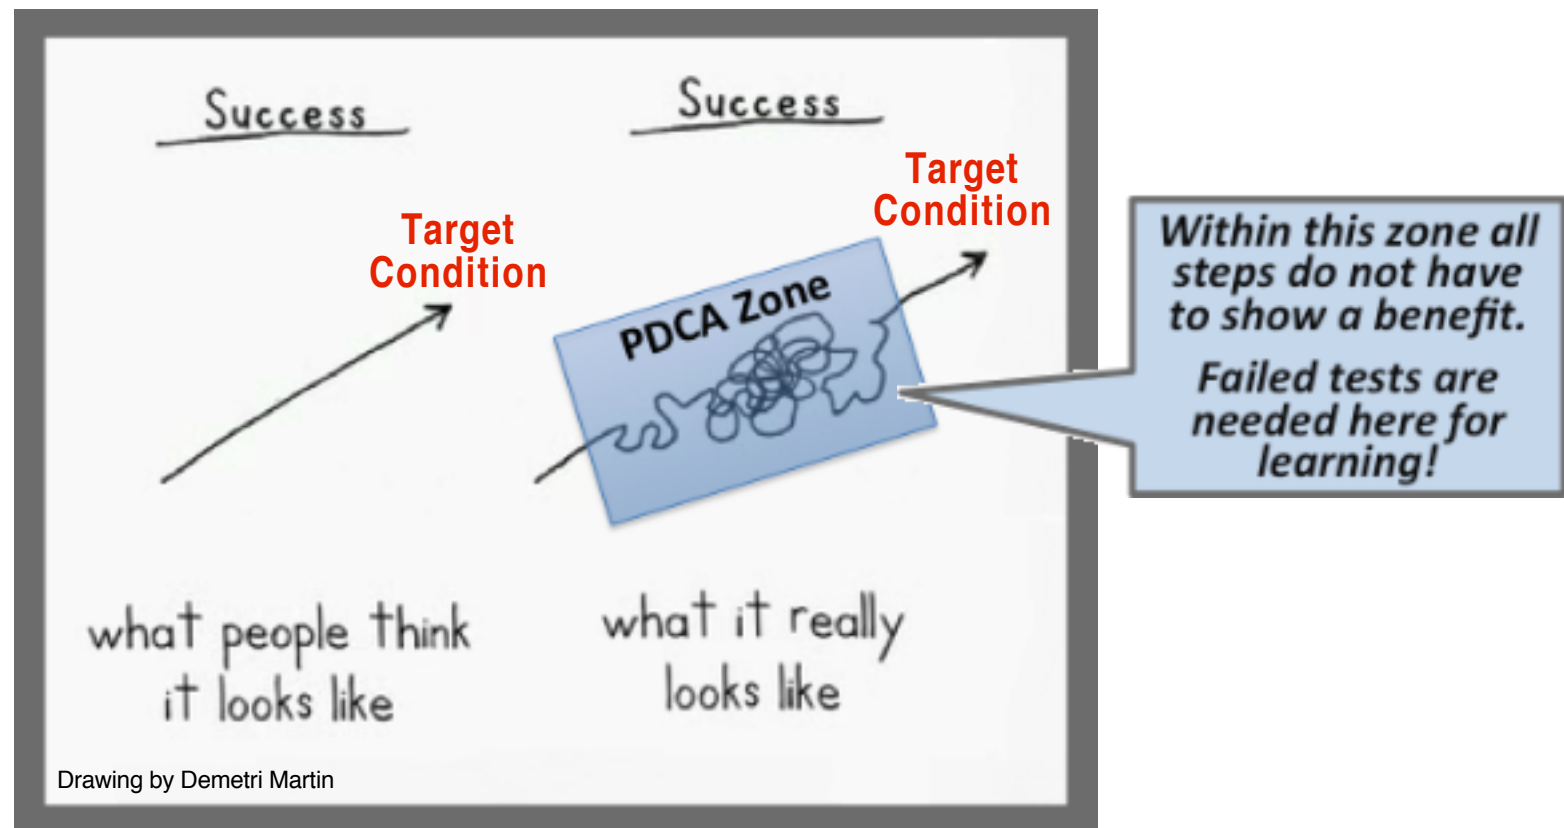 Success
Target
Condition
what people think
it looks like
Success
Target
Condition
PDCA Zone
what it really
looks like
Within this zone all
steps do not have
to show a benefit.
Failed tests are
needed here for
learning!
Drawing by Demetri Martin